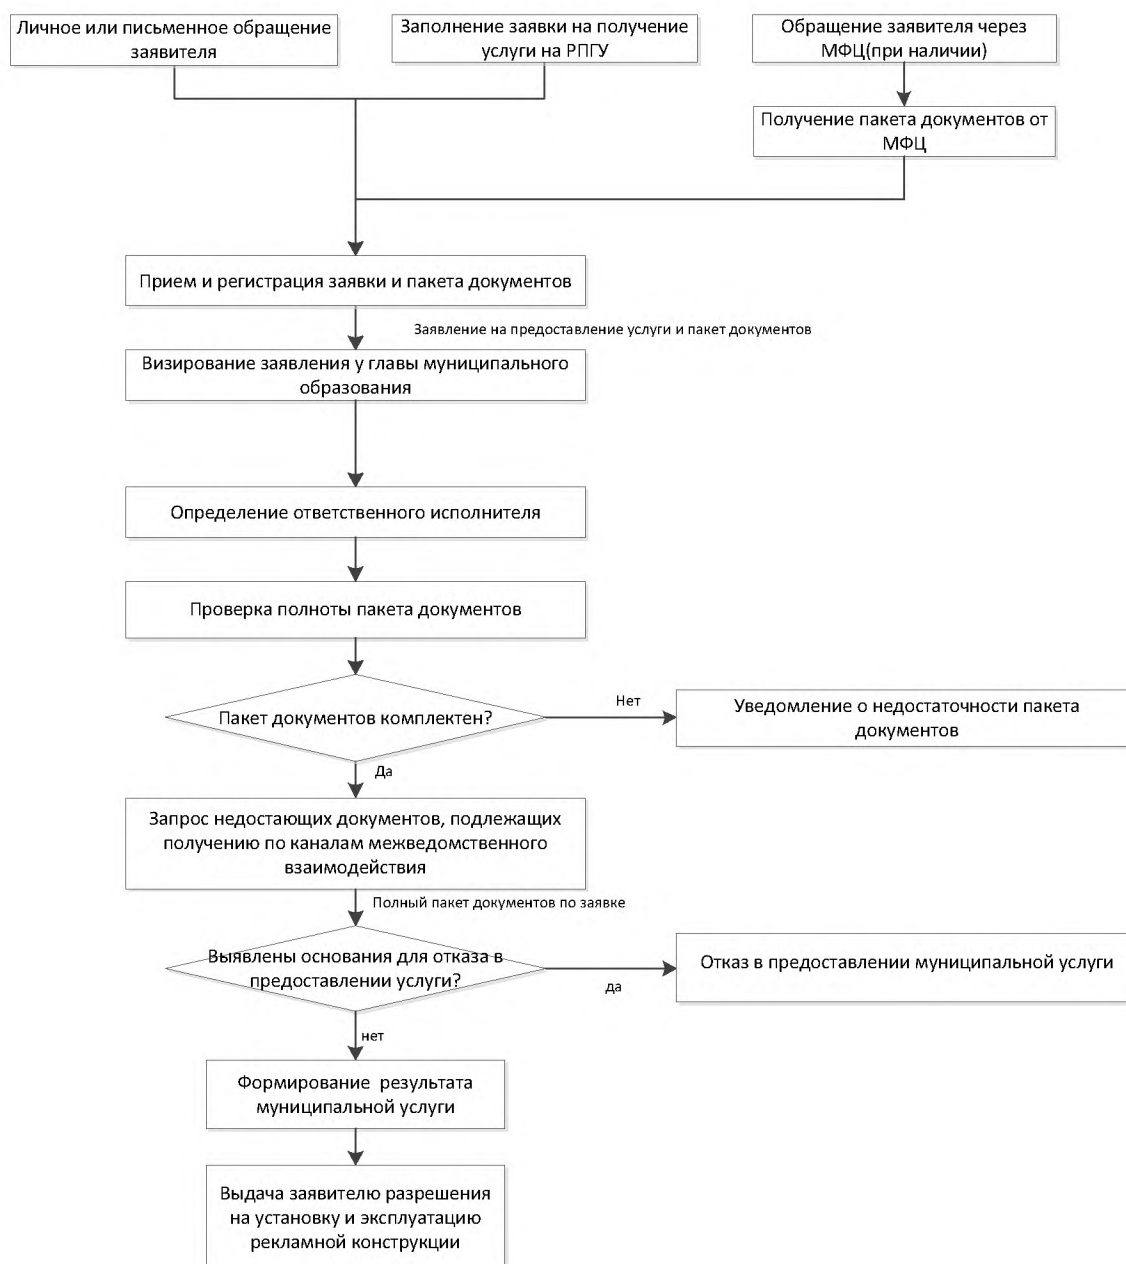 Личное или письменное обращение
заявителя
Заполнение заявки на получение
услуги на РПГУ
Обращение заявителя через
МФЦ(при наличии)
Получение пакета документов от
МФЦ
Прием и регистрация заявки и пакета документов
Заявление на предоставление услуги и пакет документов
Визирование заявления у главы муниципального
образования
Определение ответственного исполнителя
Проверка полноты пакета документов
Пакет документов комплектен?
Нет
Уведомление о недостаточности пакета
документов
Да
Запрос недостающих документов, подлежащих
получению по каналам межведомственного
взаимодействия
Полный пакет документов по заявке
Выявлены основания для отказа в
предоставлении услуги?
да
Отказ в предоставлении муниципальной услуги
нет
Формирование результата
муниципальной услуги
Выдача заявителю разрешения
на установку и эксплуатацию
рекламной конструкции